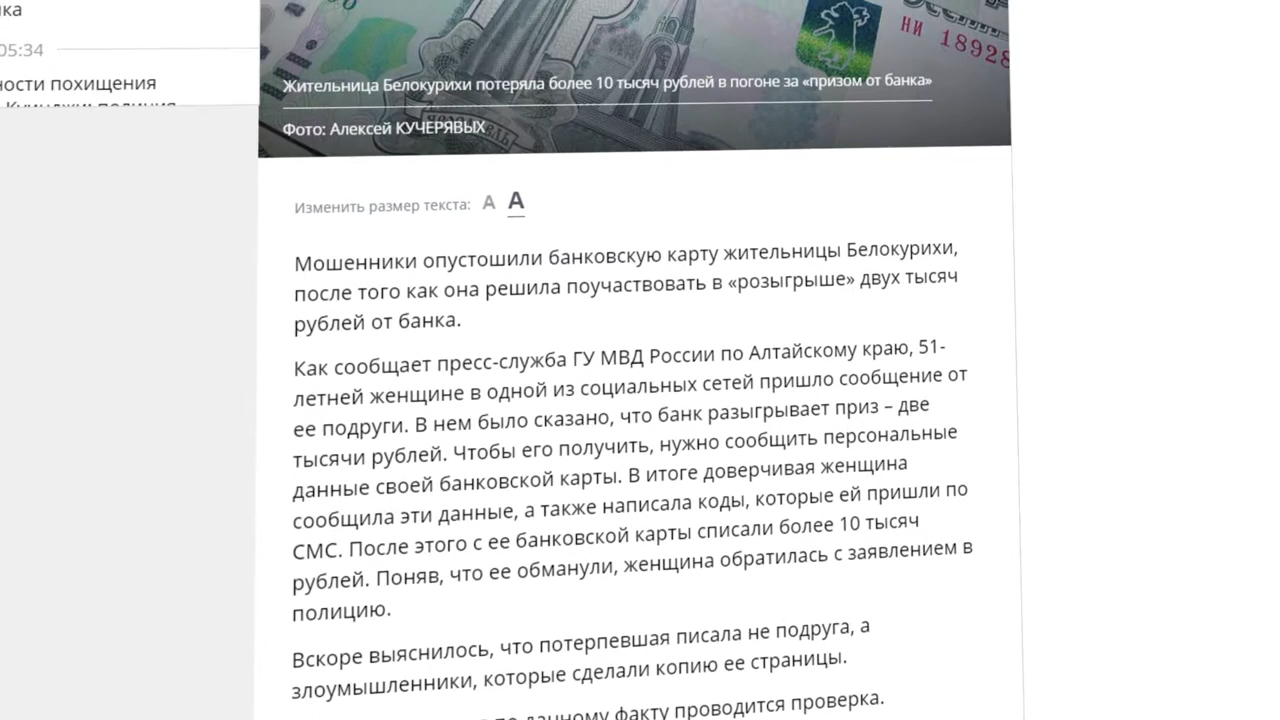 05:34
ности похищения
НИ 18928
Жительница Белокурихи потеряла более 10 тысяч рублей в погоне за «призом от банка»
Фото: Алексей КУЧЕРЯВЫХ
Изменить размер текста: А А
Мошенники опустошили банковскую карту жительницы Белокурихи,
после того как она решила поучаствовать в «розыгрыше» двух тысяч
рублей от банка.
Как сообщает пресс-служба ГУ МВД России по Алтайскому краю, 51-
летней женщине в одной из социальных сетей пришло сообщение от
ее подруги. В нем было сказано, что банк разыгрывает приз – две
тысячи рублей. Чтобы его получить, нужно сообщить персональные
данные своей банковской карты. В итоге доверчивая женщина
сообщила эти данные, а также написала коды, которые ей пришли по
СМС. После этого с ее банковской карты списали более 10 тысяч
рублей. Поняв, что ее обманули, женщина обратилась с заявлением в
полицию.
Вскоре выяснилось, что потерпевшая писала не подруга, а
злоумышленники, которые сделали копию ее страницы.
по данному факту проводится проверка.